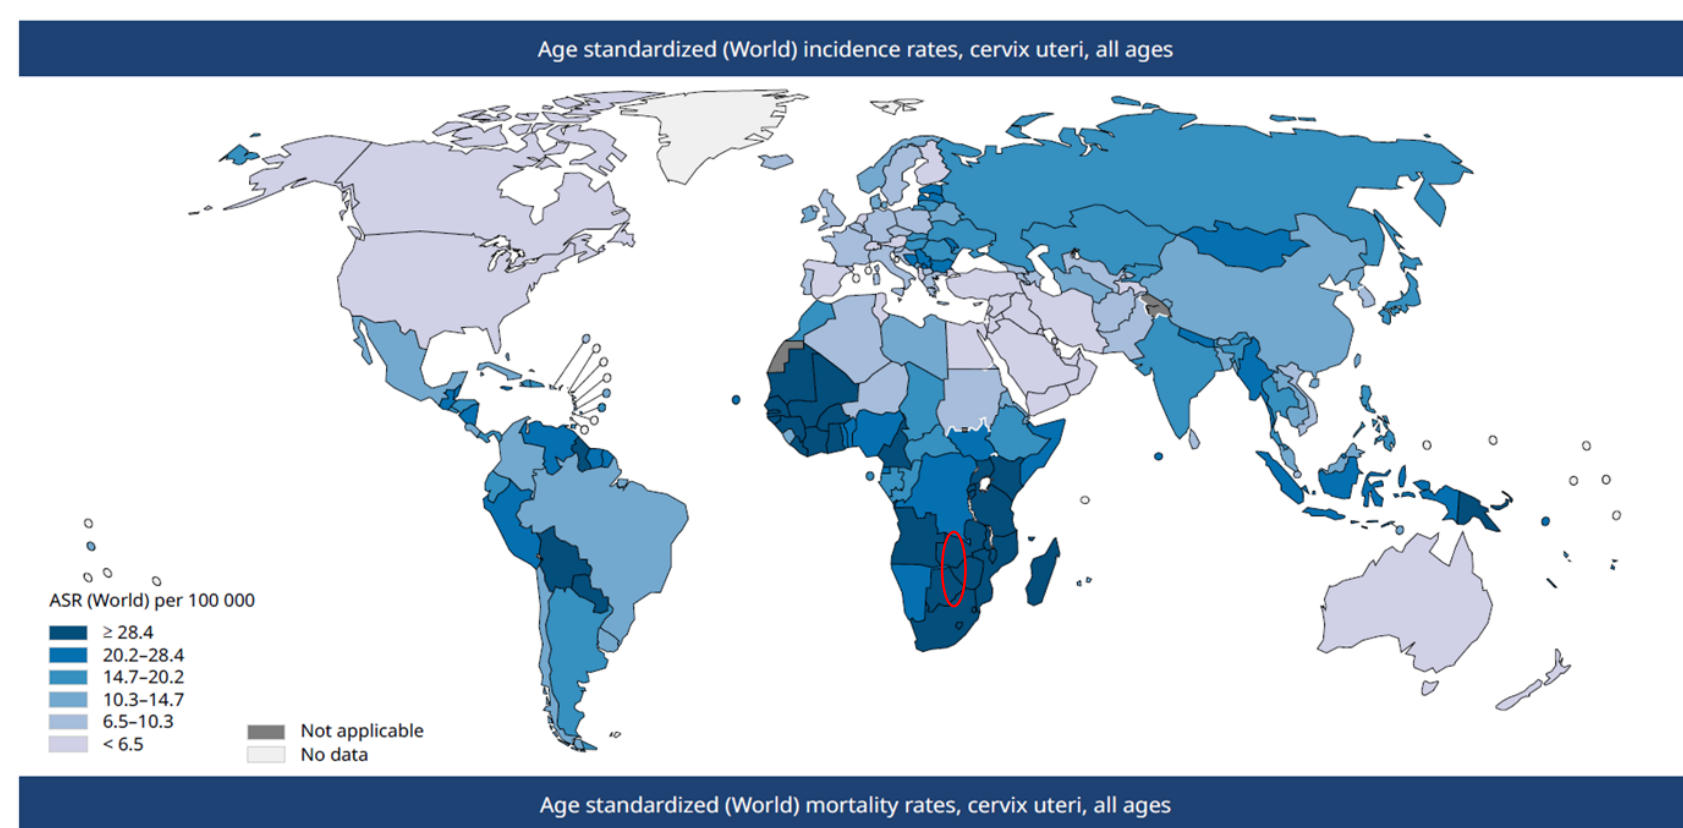 Age standardized (World) incidence rates, cervix uteri, all ages
ASR (World) per 100 000
≥ 28.4
20.2–28.4
14.7–20.2
10.3–14.7
6.5–10.3
< 6.5
Not applicable
No data
Age standardized (World) mortality rates, cervix uteri, all ages